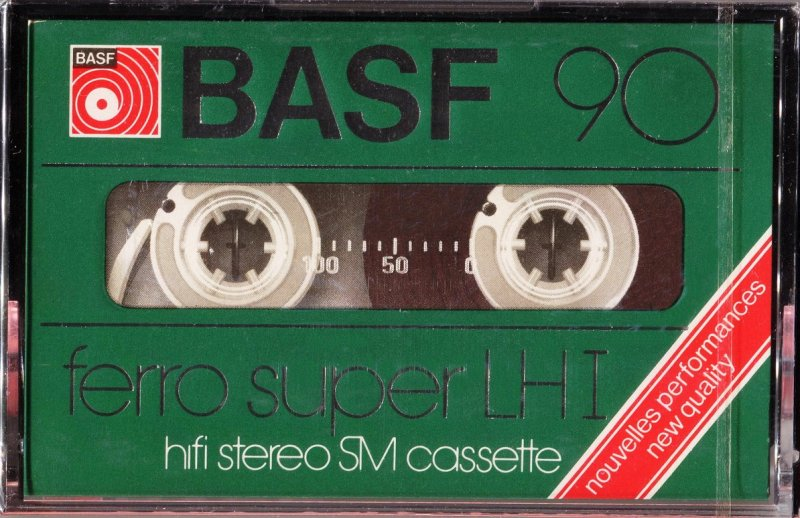 BASF
BASF 90
100 50 0
ferro super LH I
hifi stereo SM cassette
nouvelles performances
new quality